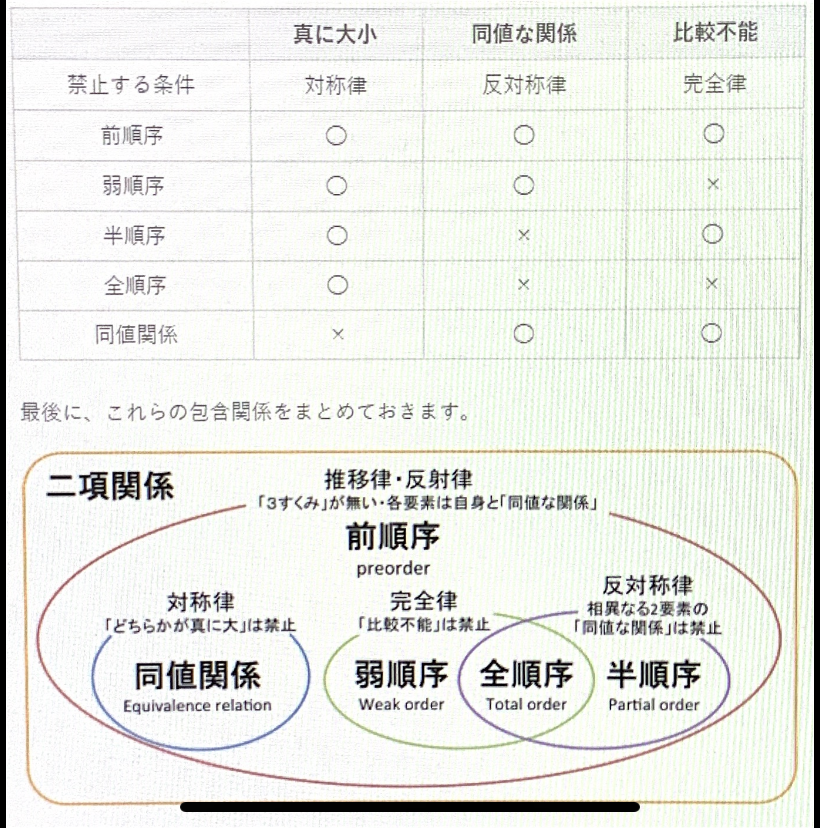 真に大小 同値な関係 比較不能
禁止する条件 対称律 反対称律 完全律
前順序 ○ ○ ○
弱順序 ○ ○ ×
半順序 ○ × ○
全順序 ○ × ×
同値関係 × ○ ○
最後に、これらの包含関係をまとめておきます。
二項関係
推移律・反射律
「3すくみ」が無い・各要素は自身と「同値な関係」
前順序
preorder
対称律
「どちらかが真に大」は禁止
同値関係
Equivalence relation
完全律
「比較不能」は禁止
弱順序
Weak order
全順序
Total order
反対称律
相異なる2要素の
「同値な関係」は禁止
半順序
Partial order